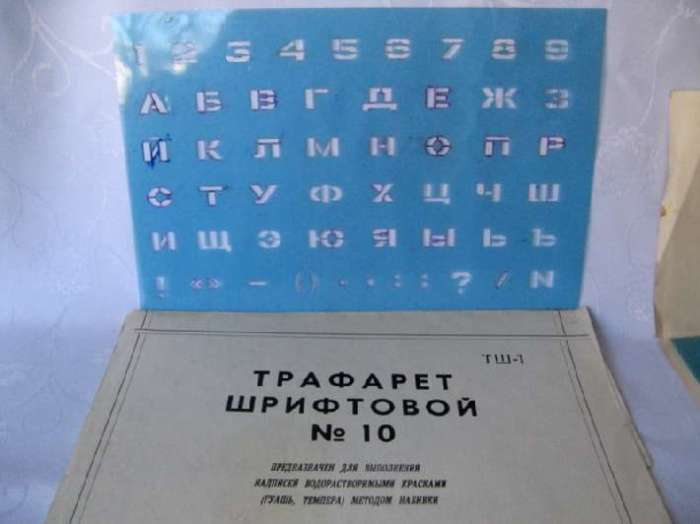 1 2 3 4 5 6 7 8 9
А Б В Г Д Е Ж З
Й К Л М Н О П Р
С Т У Ф Х Ц Ч Ш
И Щ Э Ю Я Ы Ь Ъ
! «» – () . , : ; ? / N
ТШ-1
ТРАФАРЕТ
ШРИФТОВОЙ
№ 10
ПРЕДНАЗНАЧЕН ДЛЯ ВЫПОЛНЕНИЯ
НАДПИСЕЙ ВОДОРАСТВОРИМЫМИ КРАСКАМИ
(ГУАШЬ, ТЕМПЕРА) МЕТОДОМ НАБИВКИ